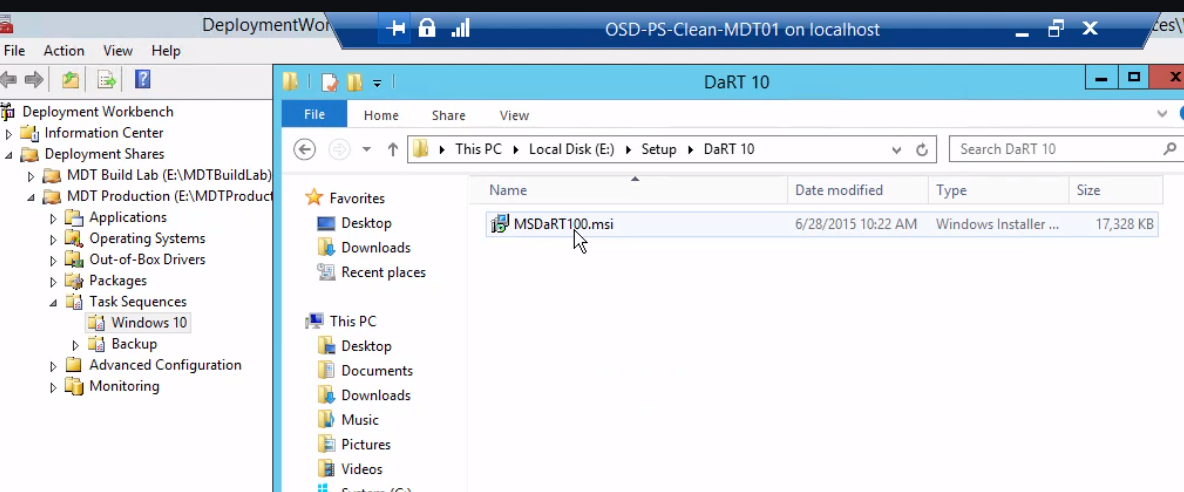 DeploymentWor
OSD-PS-Clean-MDT01 on localhost
ces\
File Action View Help
DaRT 10
Deployment Workbench
Information Center
Deployment Shares
MDT Build Lab (E:\MDTBuildLab)
MDT Production (E:\MDTProduct
Applications
Operating Systems
Out-of-Box Drivers
Packages
Task Sequences
Windows 10
Backup
Advanced Configuration
Monitoring
File Home Share View
This PC Local Disk (E:) Setup DaRT 10
Search DaRT 10
Favorites
Desktop
Downloads
Recent places
This PC
Desktop
Documents
Downloads
Music
Pictures
Videos
System (C:)
Name Date modified Type Size
MSDaRT100.msi 6/28/2015 10:22 AM Windows Installer ... 17,328 KB